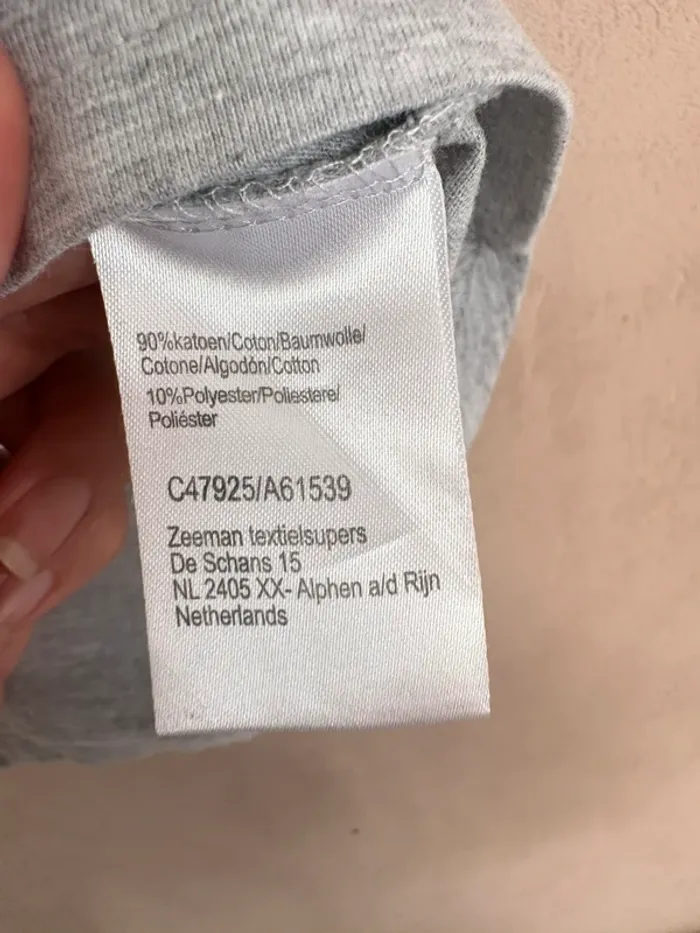 90%katoen/Coton/Baumwolle/
Cotone/Algodón/Cotton
10%Polyester/Poliestere/
Poliéster
C47925/A61539
Zeeman textielsupers
De Schans 15
NL 2405 XX- Alphen a/d Rijn
Netherlands